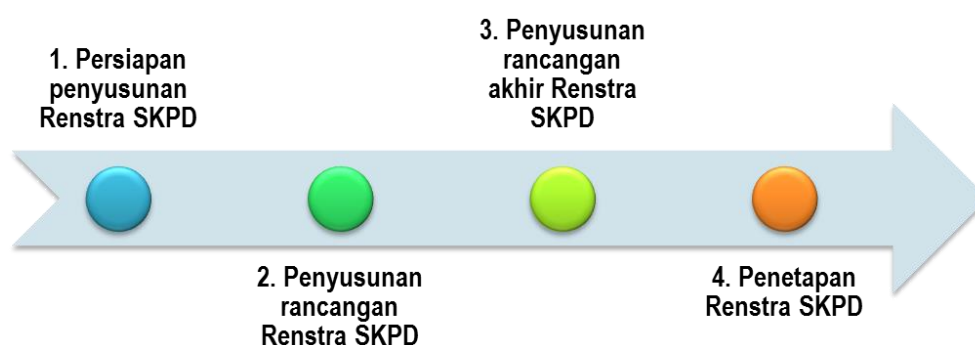 1. Persiapan
penyusunan
Renstra SKPD
2. Penyusunan
rancangan
Renstra SKPD
3. Penyusunan
rancangan
akhir Renstra
SKPD
4. Penetapan
Renstra SKPD